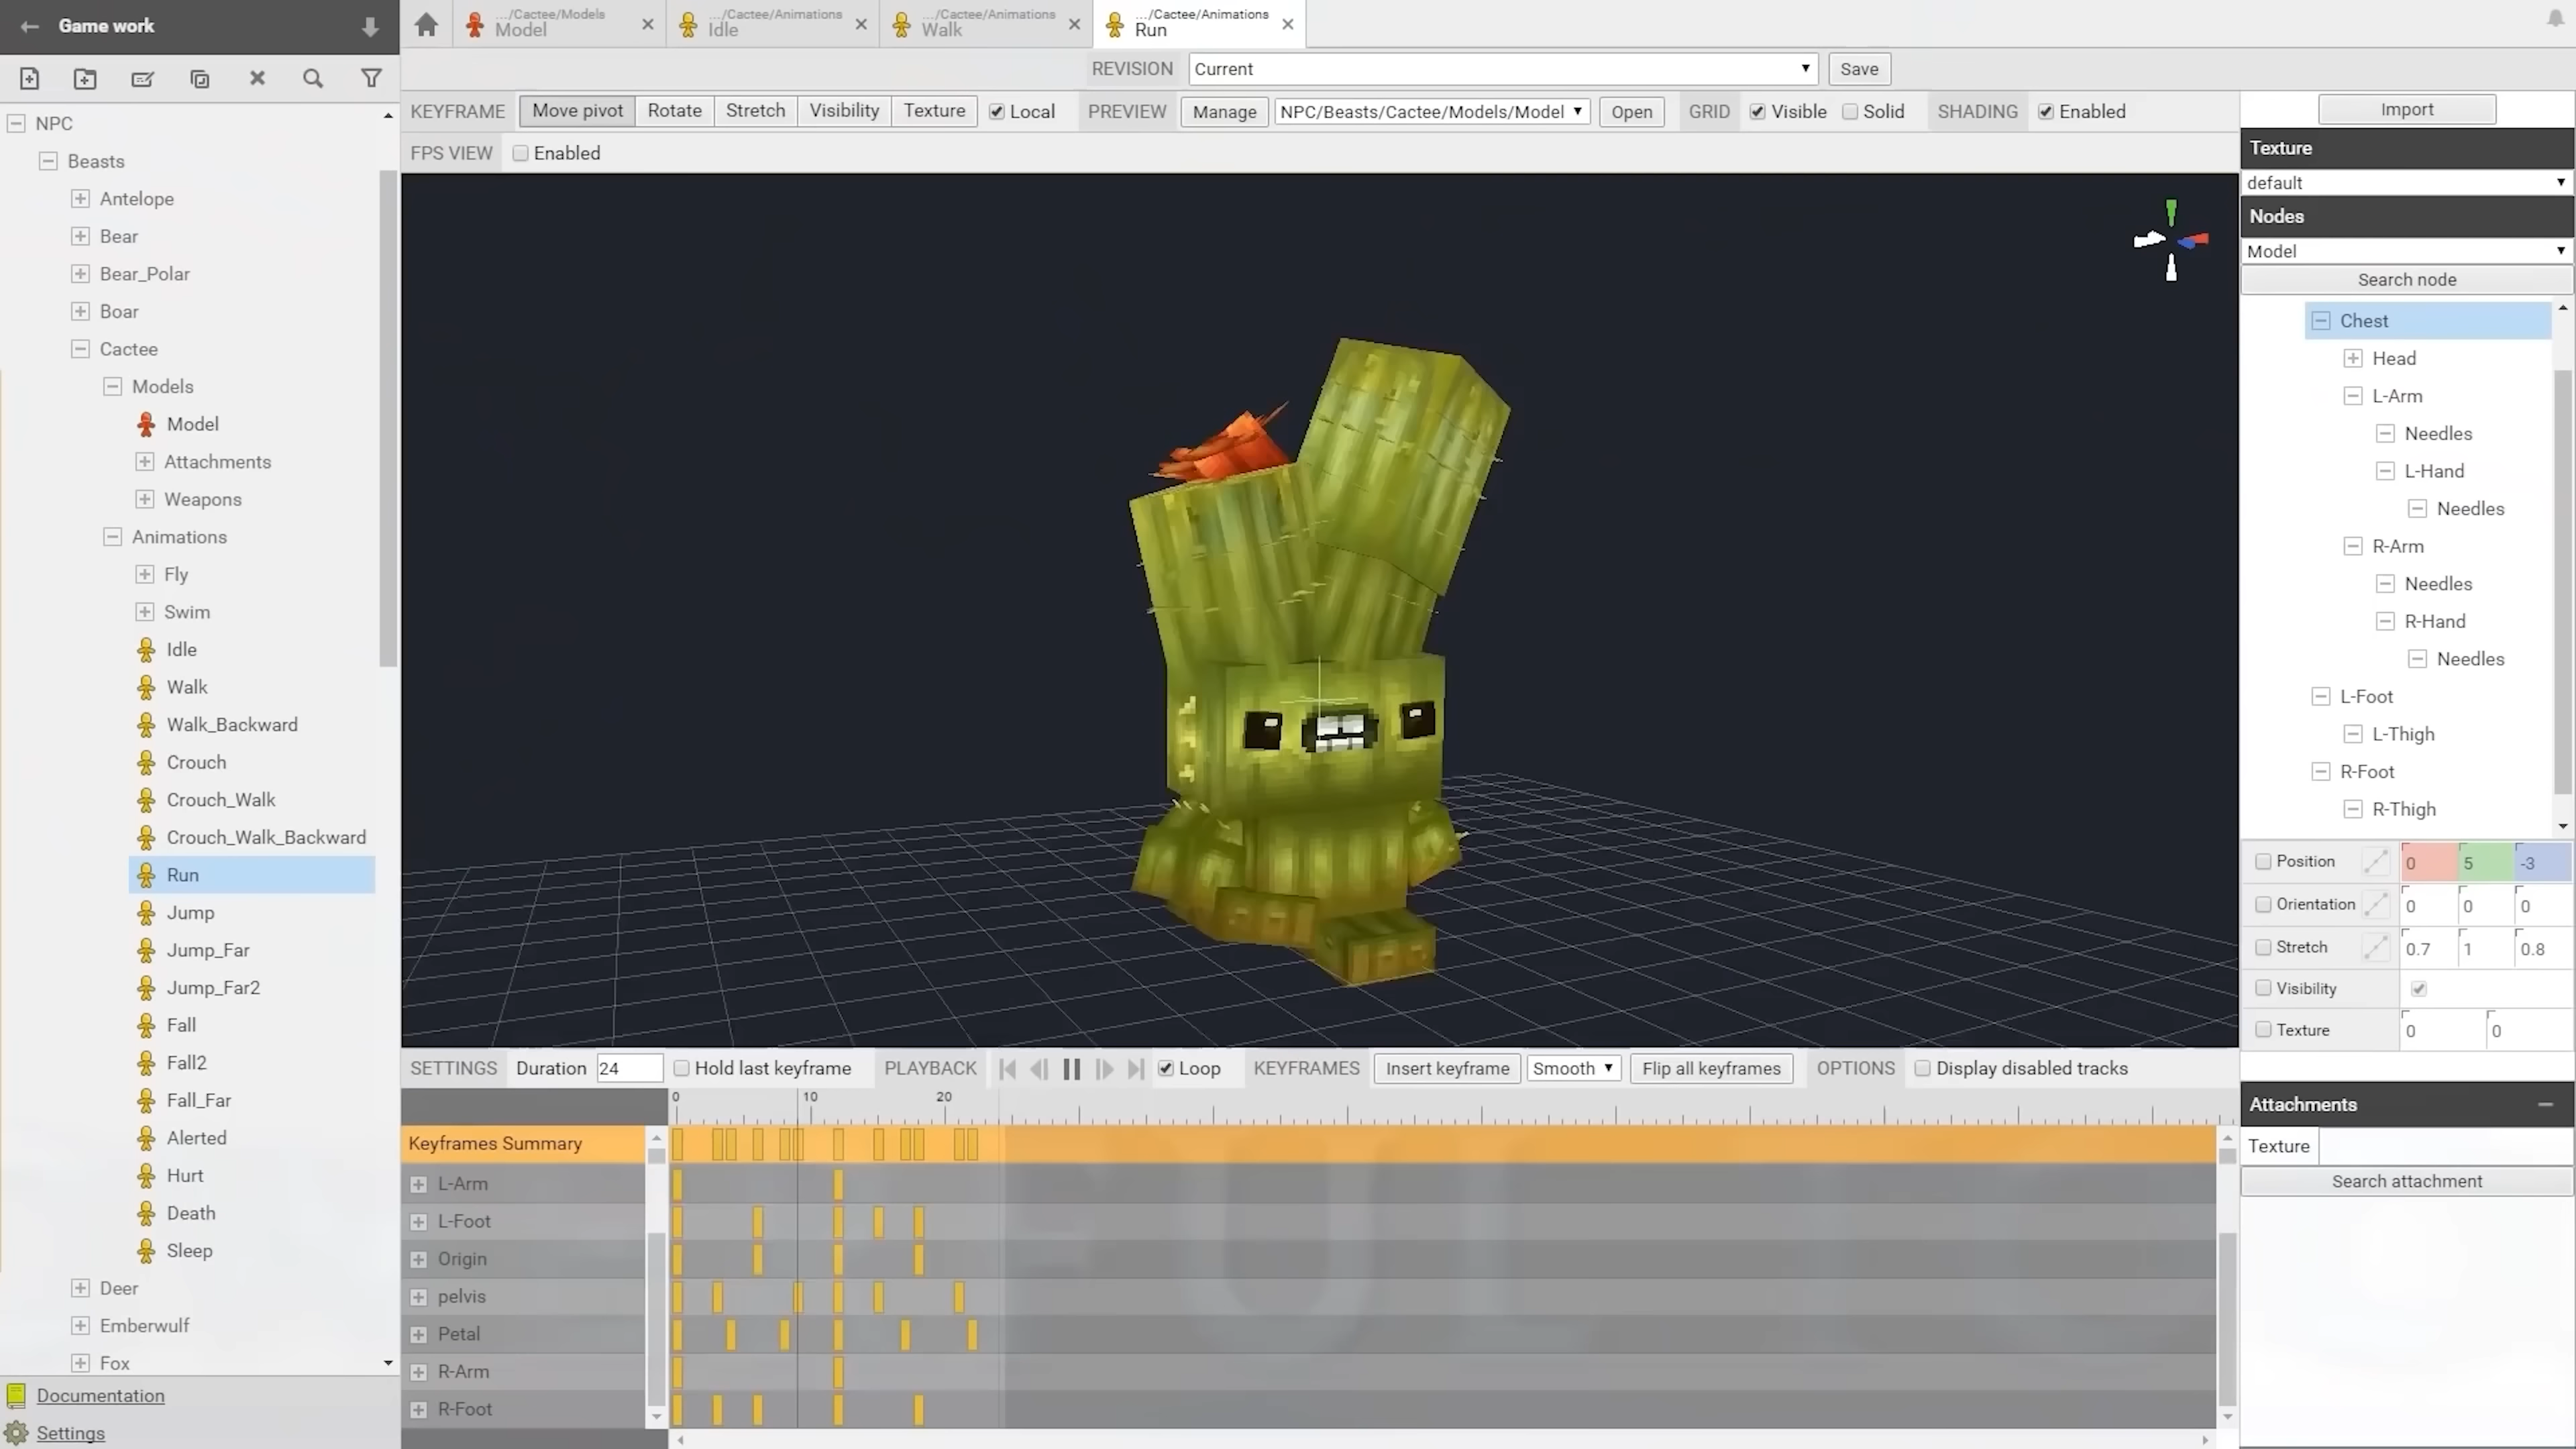 Game work
.../Cactee/Models
Model
.../Cactee/Animations
Idle
.../Cactee/Animations
Walk
.../Cactee/Animations
Run
REVISION
Current
Save
KEYFRAME
Move pivot
Rotate
Stretch
Visibility
Texture
Local
PREVIEW
Manage
NPC/Beasts/Cactee/Models/Model
Open
GRID
Visible
Solid
SHADING
Enabled
FPS VIEW
Enabled
NPC
Beasts
Antelope
Bear
Bear_Polar
Boar
Cactee
Models
Model
Attachments
Weapons
Animations
Fly
Swim
Idle
Walk
Walk_Backward
Crouch
Crouch_Walk
Crouch_Walk_Backward
Run
Jump
Jump_Far
Jump_Far2
Fall
Fall2
Fall_Far
Alerted
Hurt
Death
Sleep
Deer
Emberwulf
Fox
Documentation
Settings
Import
Texture
default
Nodes
Model
Search node
Chest
Head
L-Arm
Needles
L-Hand
Needles
R-Arm
Needles
R-Hand
Needles
L-Foot
L-Thigh
R-Foot
R-Thigh
Position 0 5 -3
Orientation 0 0 0
Stretch 0.7 1 0.8
Visibility
Texture 0 0
Attachments
Texture
Search attachment
SETTINGS
Duration 24
Hold last keyframe
PLAYBACK
Loop
KEYFRAMES
Insert keyframe
Smooth
Flip all keyframes
OPTIONS
Display disabled tracks
0 10 20
Keyframes Summary
L-Arm
L-Foot
Origin
pelvis
Petal
R-Arm
R-Foot